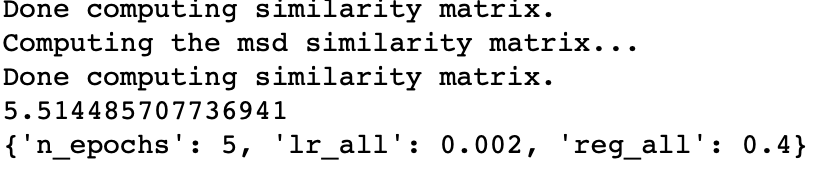 Done computing similarity matrix.
Computing the msd similarity matrix...
Done computing similarity matrix.
5.514485707736941
{'n_epochs': 5, 'lr_all': 0.002, 'reg_all': 0.4}